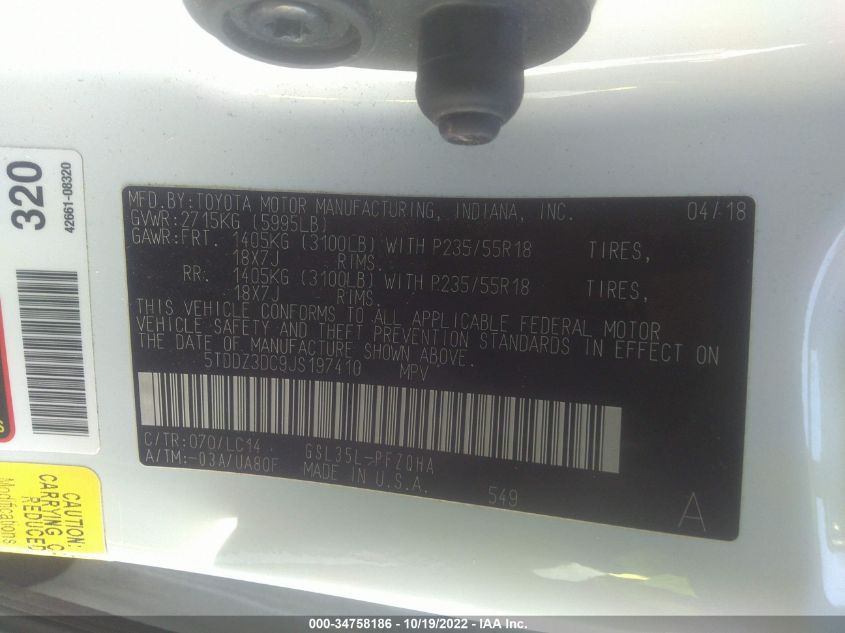 MFD.BY:TOYOTA MOTOR MANUFACTURING, INDIANA, INC. 04/18
GVWR:2715KG (5995LB)
GAWR:FRT. 1405KG (3100LB) WITH P235/55R18 TIRES,
18X7J RIMS.
RR: 1405KG (3100LB) WITH P235/55R18 TIRES,
18X7J RIMS.
THIS VEHICLE CONFORMS TO ALL APPLICABLE FEDERAL MOTOR
VEHICLE SAFETY AND THEFT PREVENTION STANDARDS IN EFFECT ON
THE DATE OF MANUFACTURE SHOWN ABOVE.
5TDDZ3DC9JS197410 MPV
C/TR:070/LC14 GSL35L-PFZQHA
A/TM:-03A/UA80F MADE IN U.S.A. 549
A
320
42661-08320
S
CAUTION:
Modifications
CARRYING C
REDUCED
000-34758186 - 10/19/2022 - IAA Inc.